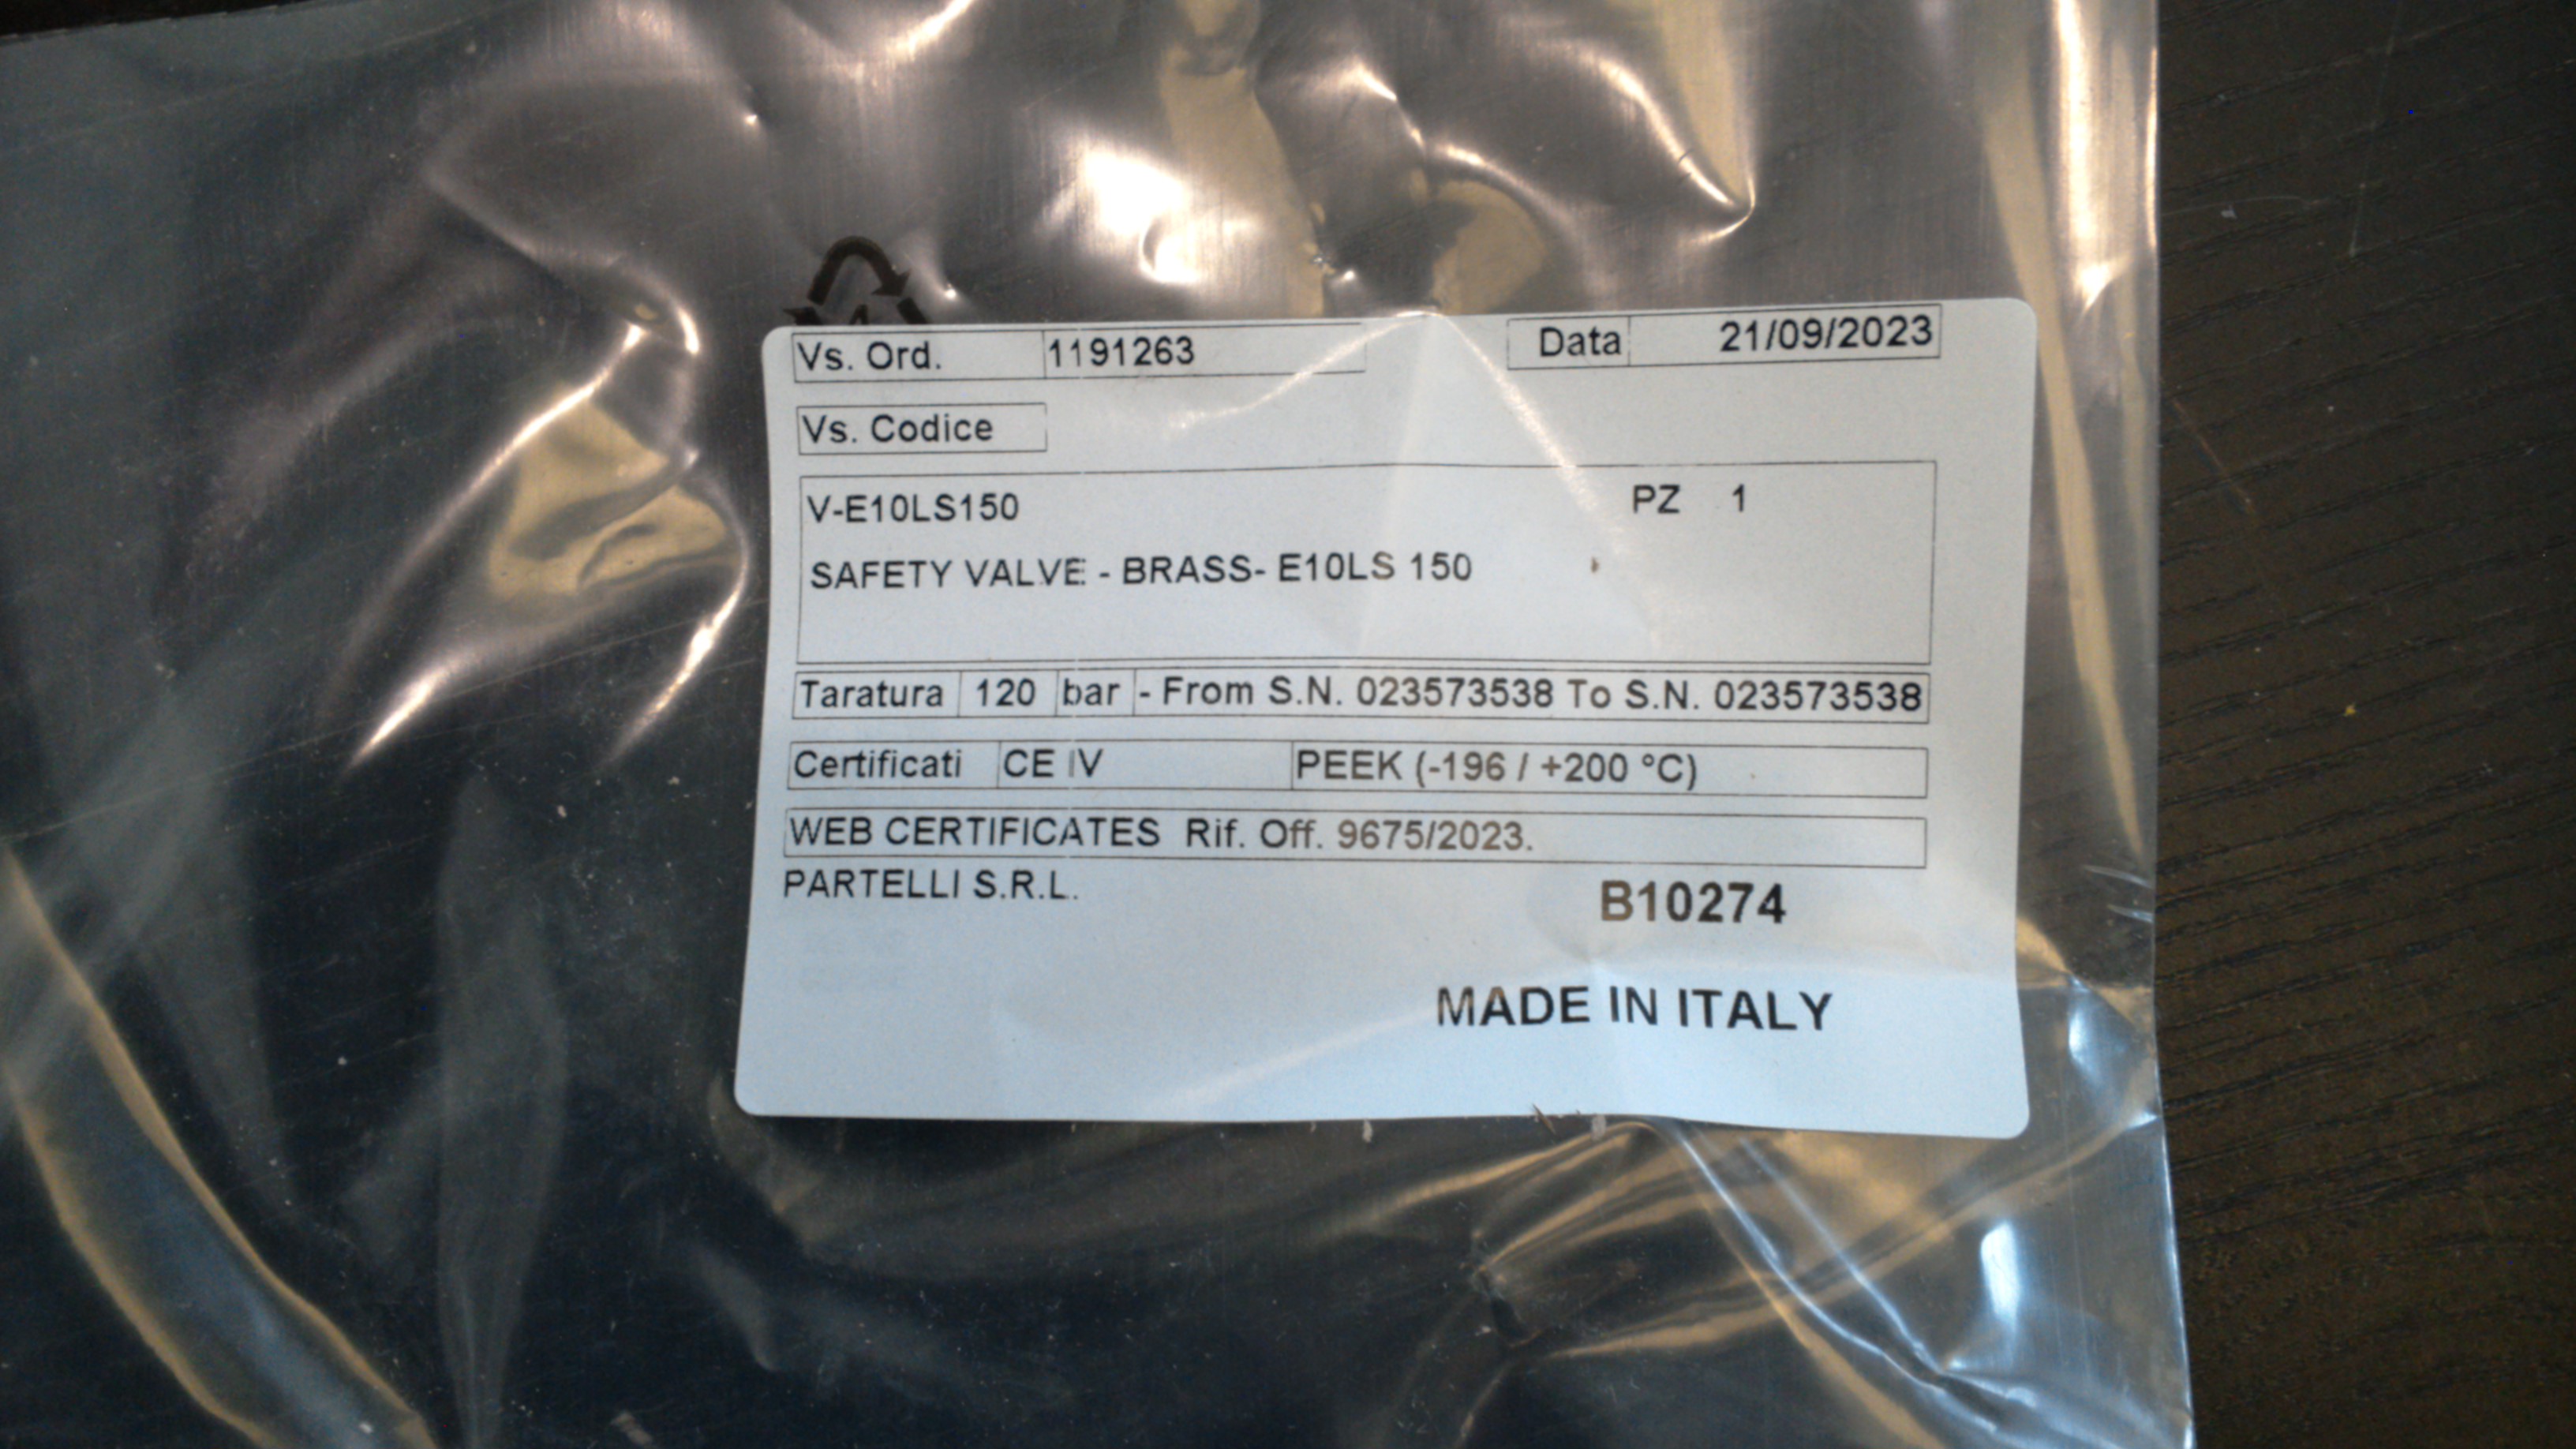 Vs. Ord. 1191263 Data 21/09/2023
Vs. Codice
V-E10LS150 PZ 1
SAFETY VALVE - BRASS- E10LS 150
Taratura 120 bar - From S.N. 023573538 To S.N. 023573538
Certificati CE IV PEEK (-196 / +200 °C)
WEB CERTIFICATES Rif. Off. 9675/2023.
PARTELLI S.R.L.
B10274
MADE IN ITALY